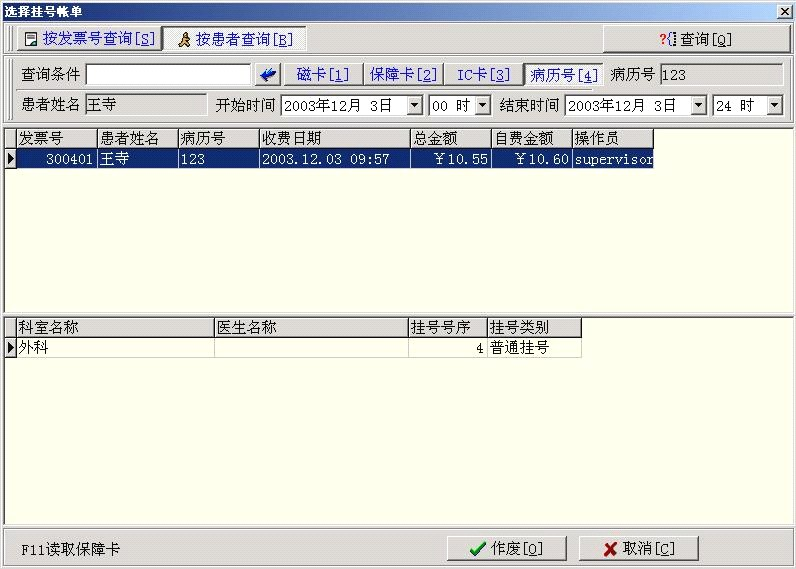 选择挂号帐单
按发票号查询[S] 按患者查询[B] 查询[Q]
查询条件 磁卡[1] 保障卡[2] IC卡[3] 病历号[4] 病历号 123
患者姓名 王寺 开始时间 2003年12月 3日 00 时 结束时间 2003年12月 3日 24 时
发票号 患者姓名 病历号 收费日期 总金额 自费金额 操作员
300401 王寺 123 2003.12.03 09:57 ￥10.55 ￥10.60 supervisor
科室名称 医生名称 挂号号序 挂号类别
外科 4 普通挂号
F11读取保障卡 作废[O] 取消[C]